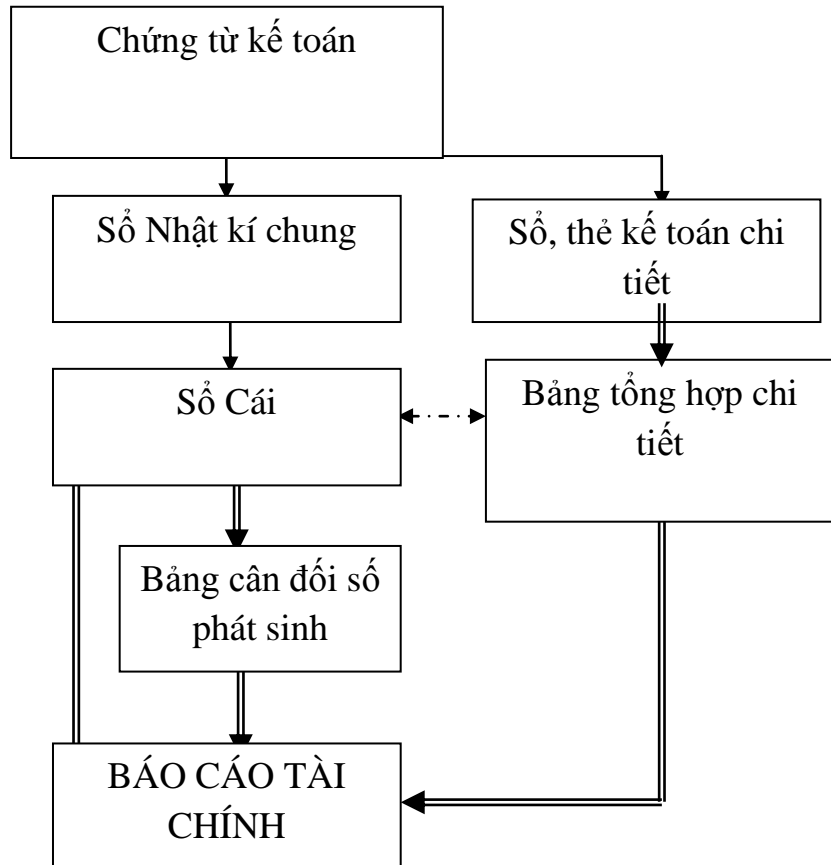 Chứng từ kế toán
Sổ Nhật kí chung
Sổ, thẻ kế toán chi
tiết
Sổ Cái
Bảng tổng hợp chi
tiết
Bảng cân đối số
phát sinh
BÁO CÁO TÀI
CHÍNH